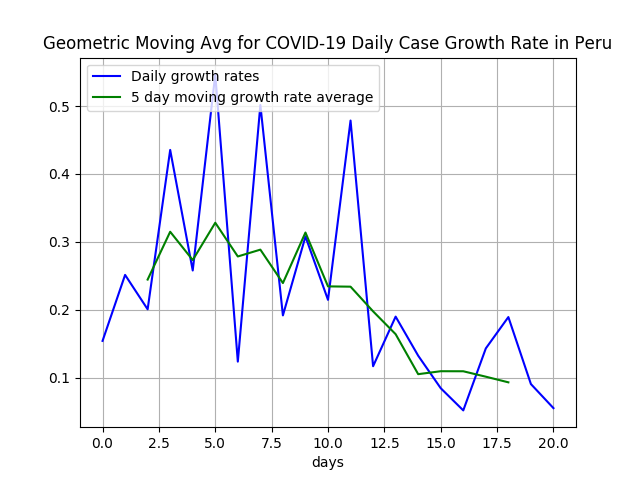 Geometric Moving Avg for COVID-19 Daily Case Growth Rate in Peru
Daily growth rates
5 day moving growth rate average
0.5
0.4
0.3
0.2
0.1
0.0 2.5 5.0 7.5 10.0 12.5 15.0 17.5 20.0
days